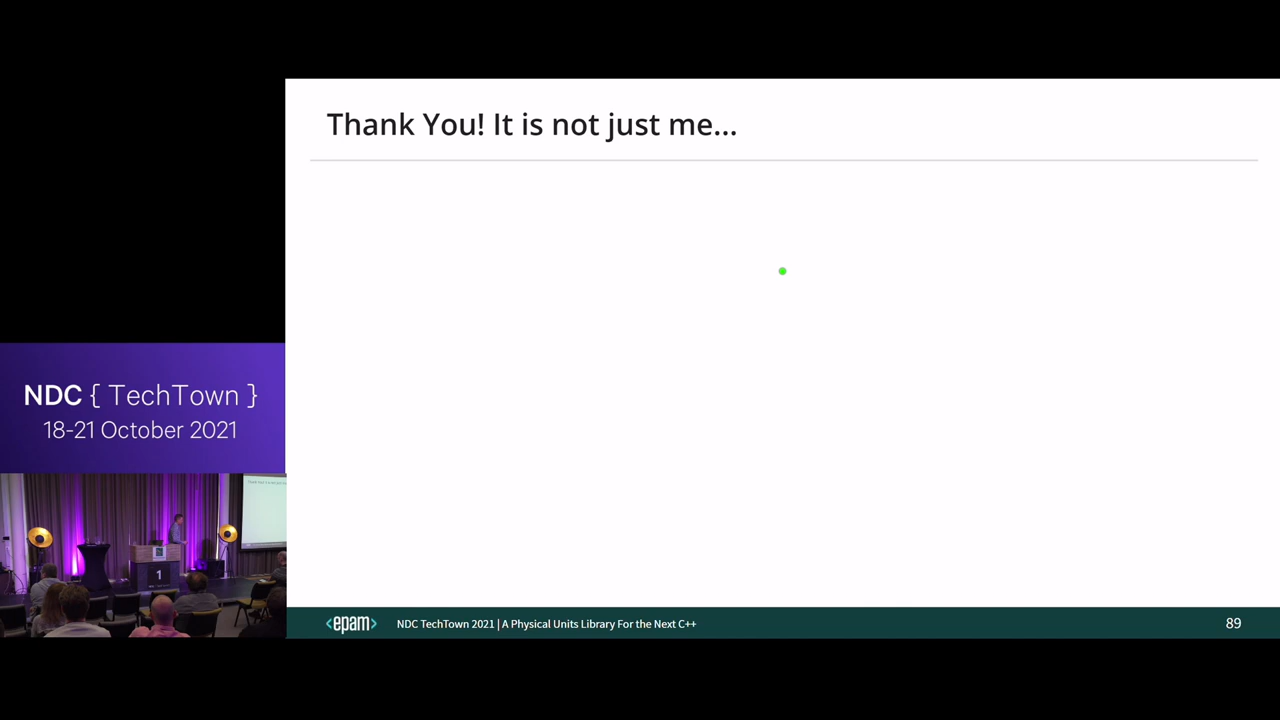 Thank You! It is not just me...
NDC { TechTown }
18-21 October 2021
1
<epam> NDC TechTown 2021 | A Physical Units Library For the Next C++ 89